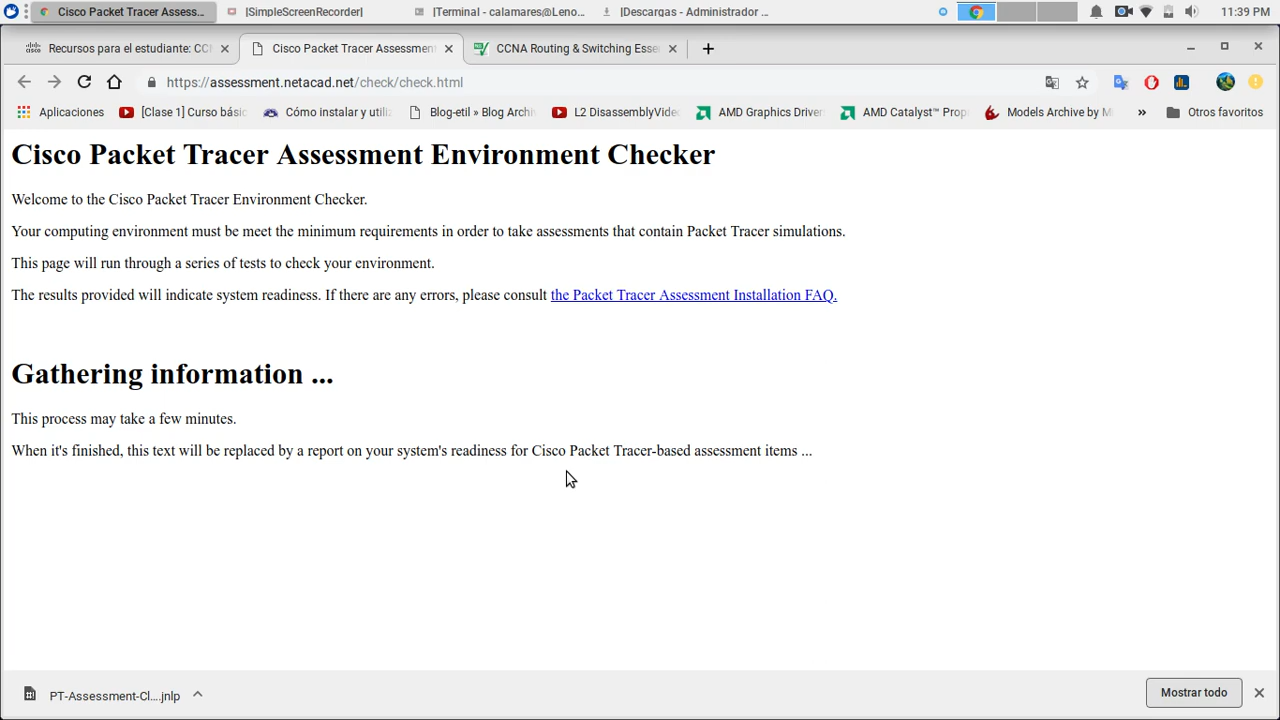 Cisco Packet Tracer Assess... |SimpleScreenRecorder| |Terminal - calamares@Leno... |Descargas - Administrador ... 11:39 PM
Recursos para el estudiante: CC Cisco Packet Tracer Assessment CCNA Routing & Switching Esse
https://assessment.netacad.net/check/check.html
Aplicaciones [Clase 1] Curso bási Cómo instalar y utili Blog-etil » Blog Archi L2 DisassemblyVide AMD Graphics Driver AMD Catalyst™ Prop Models Archive by M » Otros favoritos
Cisco Packet Tracer Assessment Environment Checker
Welcome to the Cisco Packet Tracer Environment Checker.
Your computing environment must be meet the minimum requirements in order to take assessments that contain Packet Tracer simulations.
This page will run through a series of tests to check your environment.
The results provided will indicate system readiness. If there are any errors, please consult the Packet Tracer Assessment Installation FAQ.
Gathering information ...
This process may take a few minutes.
When it's finished, this text will be replaced by a report on your system's readiness for Cisco Packet Tracer-based assessment items ...
PT-Assessment-Cl....jnlp Mostrar todo